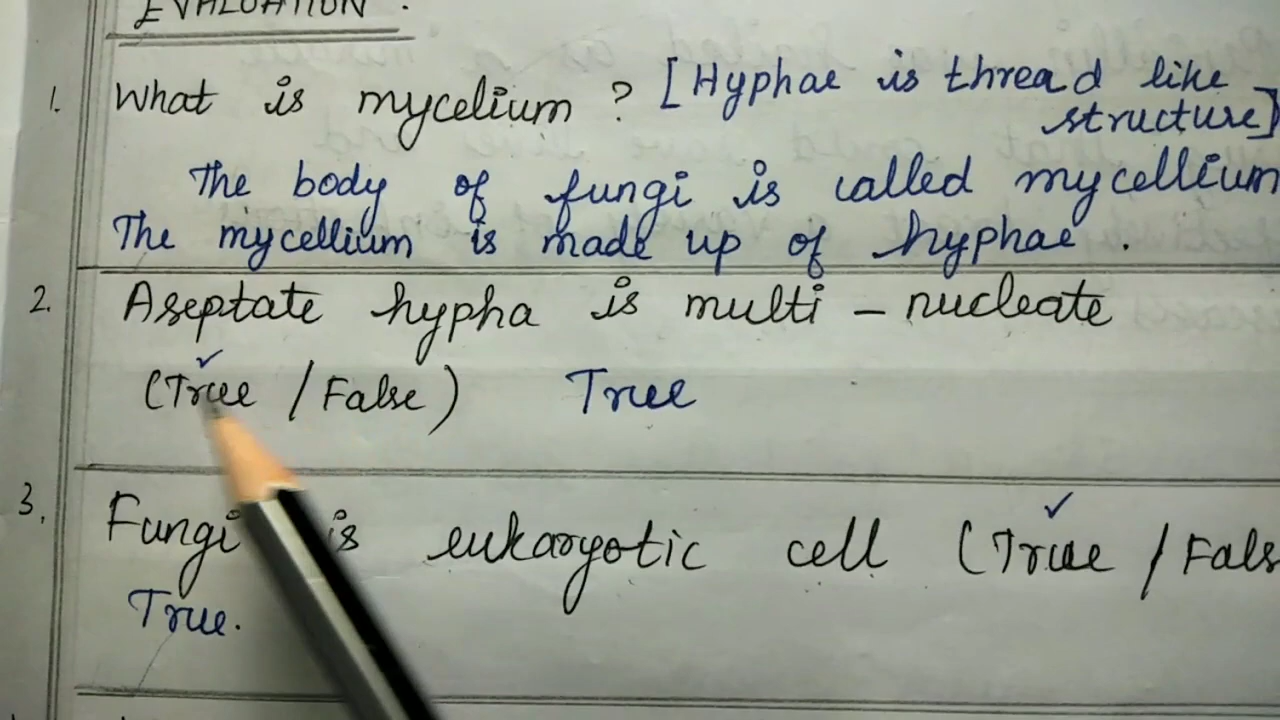 EVALUATION.
1. What is mycelium ? [Hyphae is thread like
structure]
The body of fungi is called mycellium
The mycellium is made up of hyphae .
2. Aseptate hypha is multi - nucleate
(True / False) True
3. Fungi is eukaryotic cell (True / Fals
True.